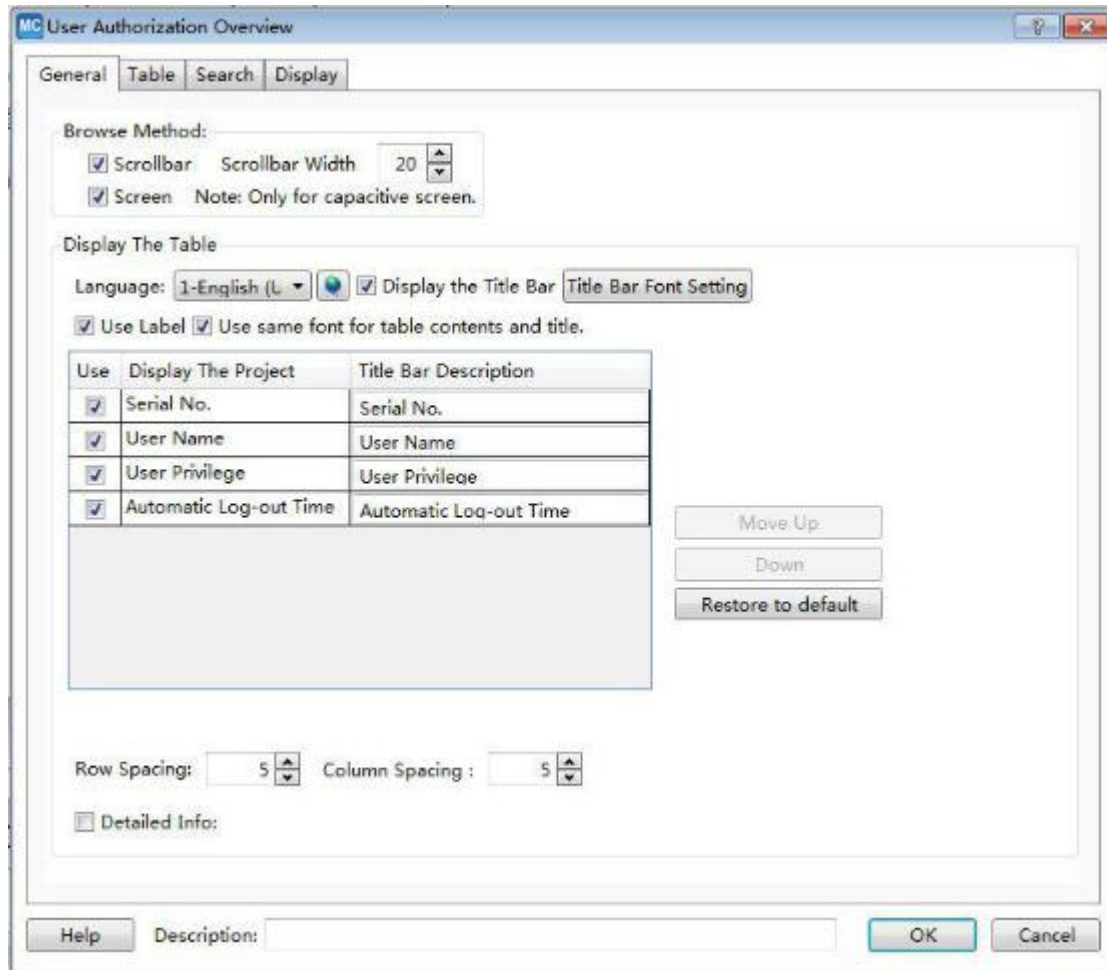 MC User Authorization Overview
General Table Search Display
Browse Method:
Scrollbar Scrollbar Width 20
Screen Note: Only for capacitive screen.
Display The Table
Language: 1-English (U Display the Title Bar Title Bar Font Setting
Use Label Use same font for table contents and title.
Use Display The Project Title Bar Description
Serial No. Serial No.
User Name User Name
User Privilege User Privilege
Automatic Log-out Time Automatic Log-out Time
Move Up
Down
Restore to default
Row Spacing: 5 Column Spacing : 5
Detailed Info:
Help Description: OK Cancel